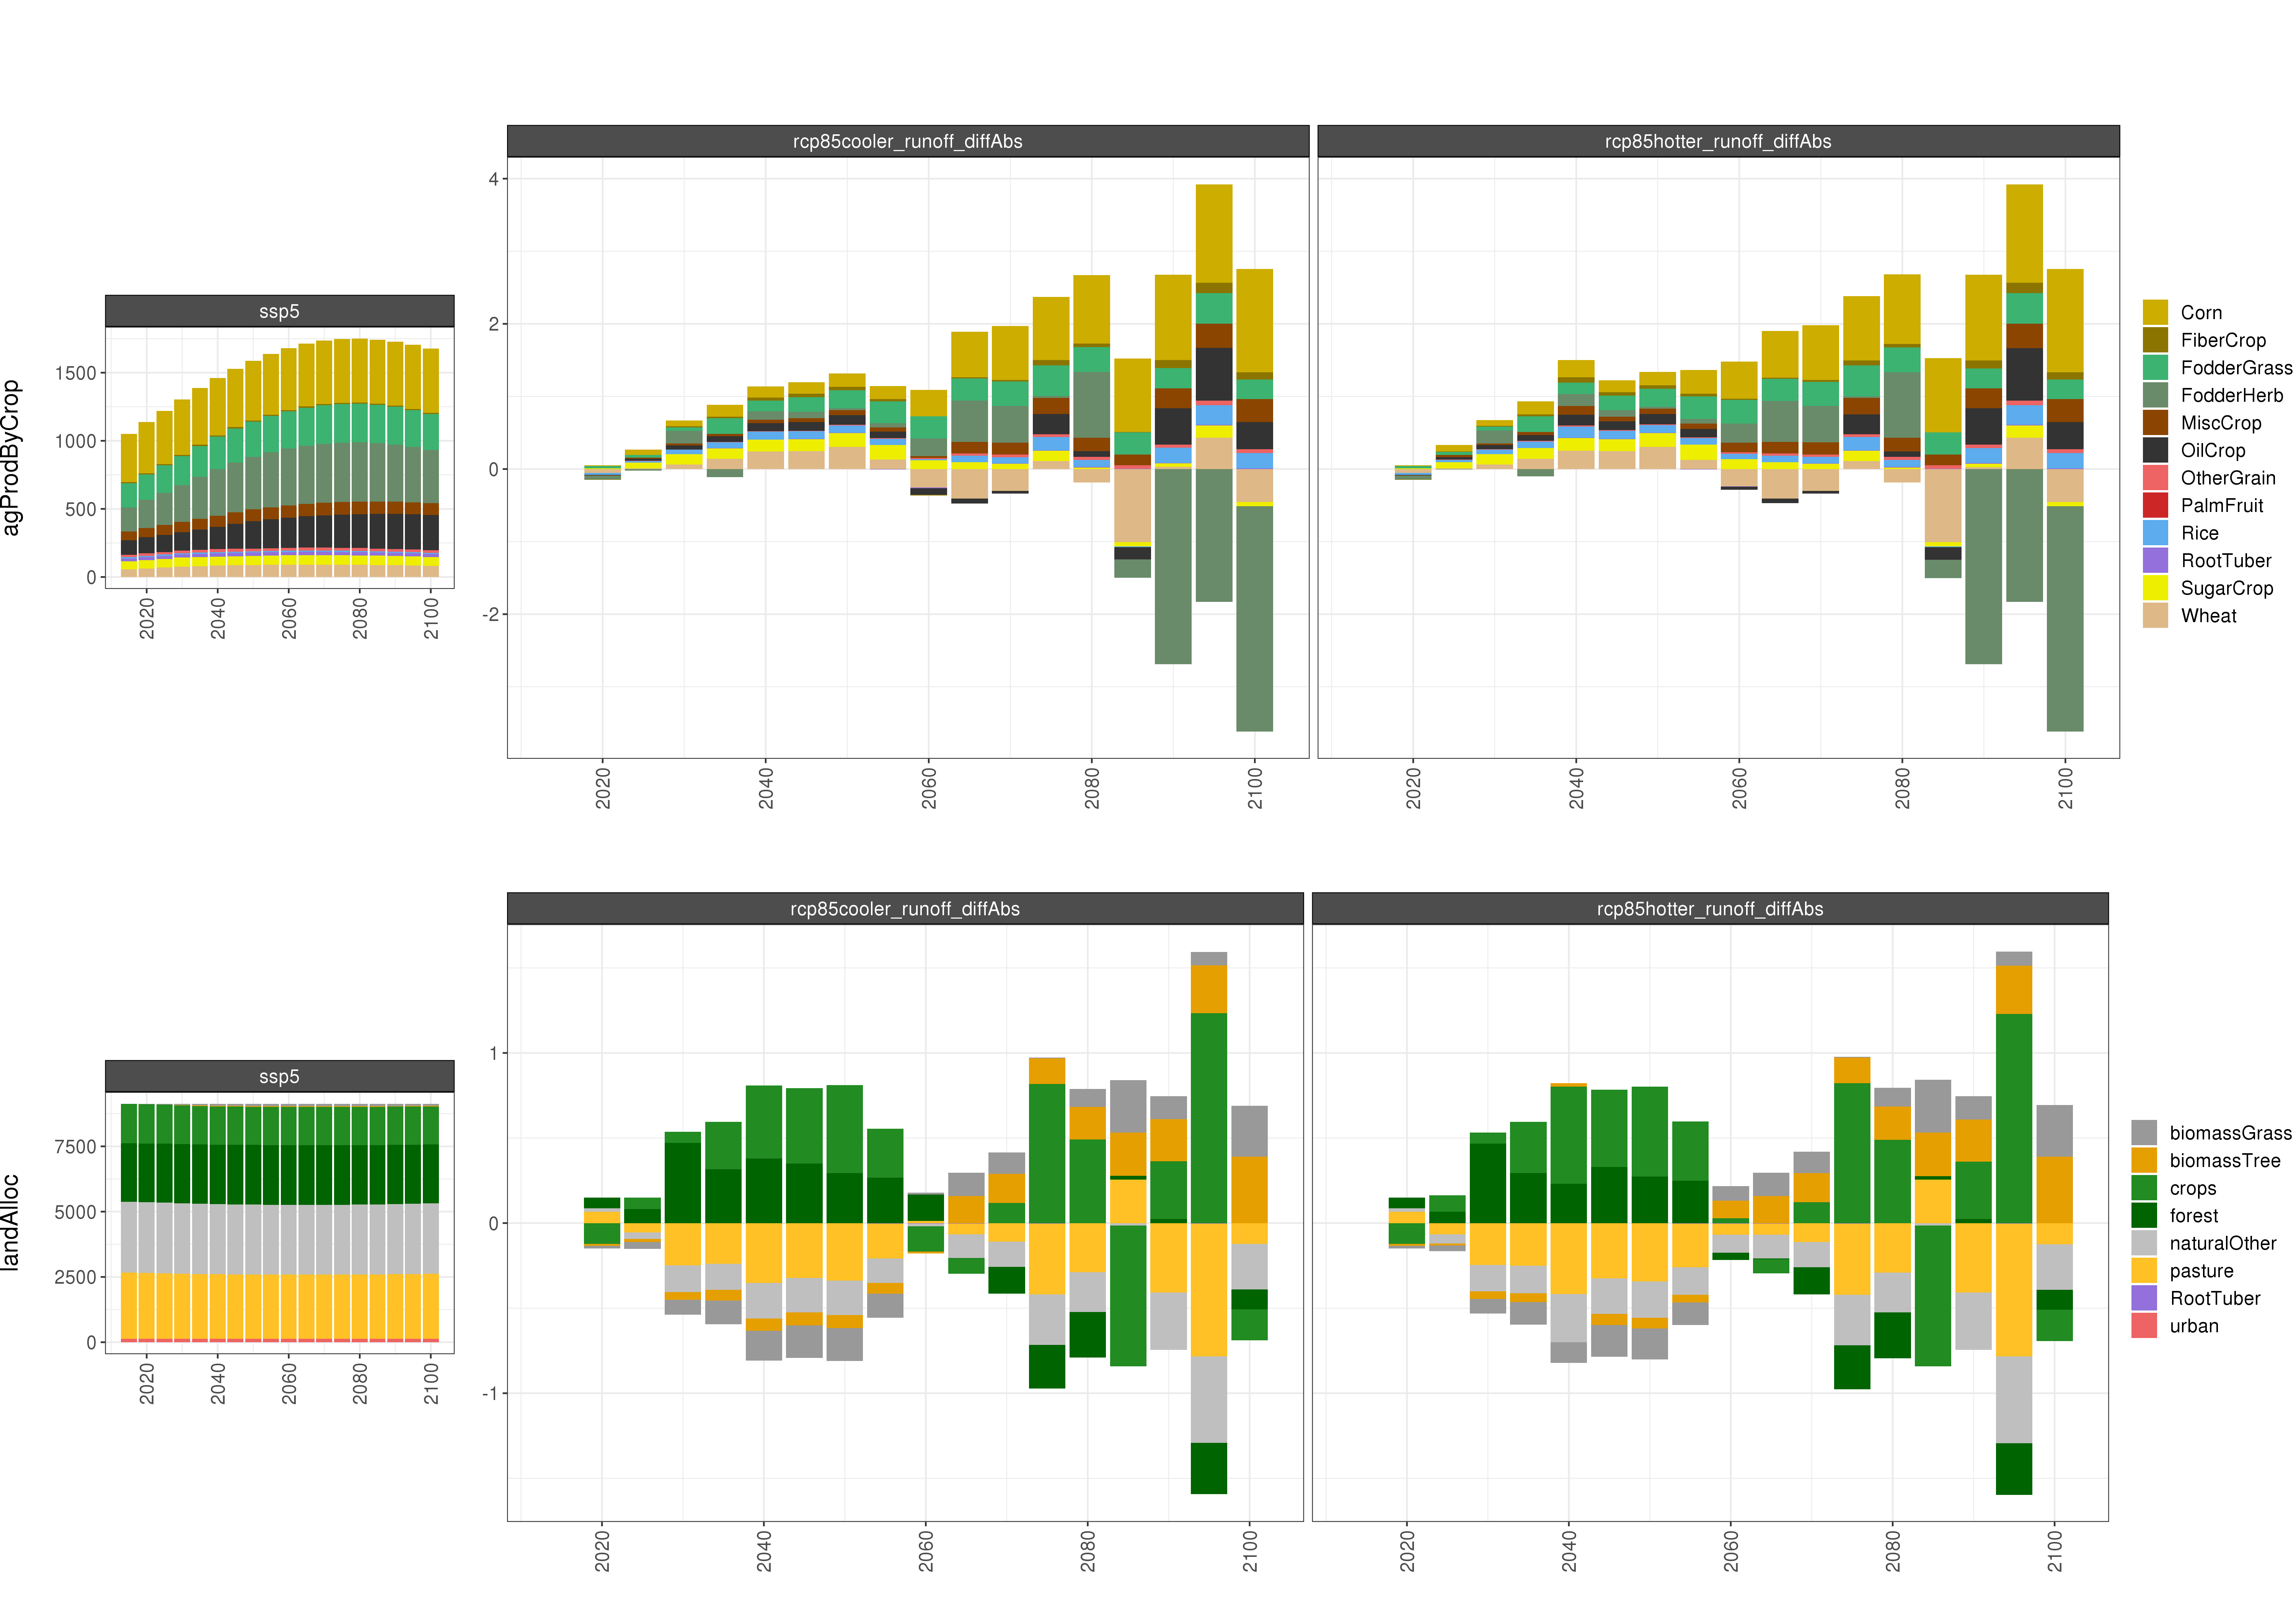 agProdByCrop
ssp5
1500
1000
500
0
2020
2040
2060
2080
2100
rcp85cooler_runoff_diffAbs
rcp85hotter_runoff_diffAbs
4
2
0
-2
2020
2040
2060
2080
2100
2020
2040
2060
2080
2100
Corn
FiberCrop
FodderGrass
FodderHerb
MiscCrop
OilCrop
OtherGrain
PalmFruit
Rice
RootTuber
SugarCrop
Wheat
landAlloc
ssp5
7500
5000
2500
0
2020
2040
2060
2080
2100
rcp85cooler_runoff_diffAbs
rcp85hotter_runoff_diffAbs
1
0
-1
2020
2040
2060
2080
2100
2020
2040
2060
2080
2100
biomassGrass
biomassTree
crops
forest
naturalOther
pasture
RootTuber
urban